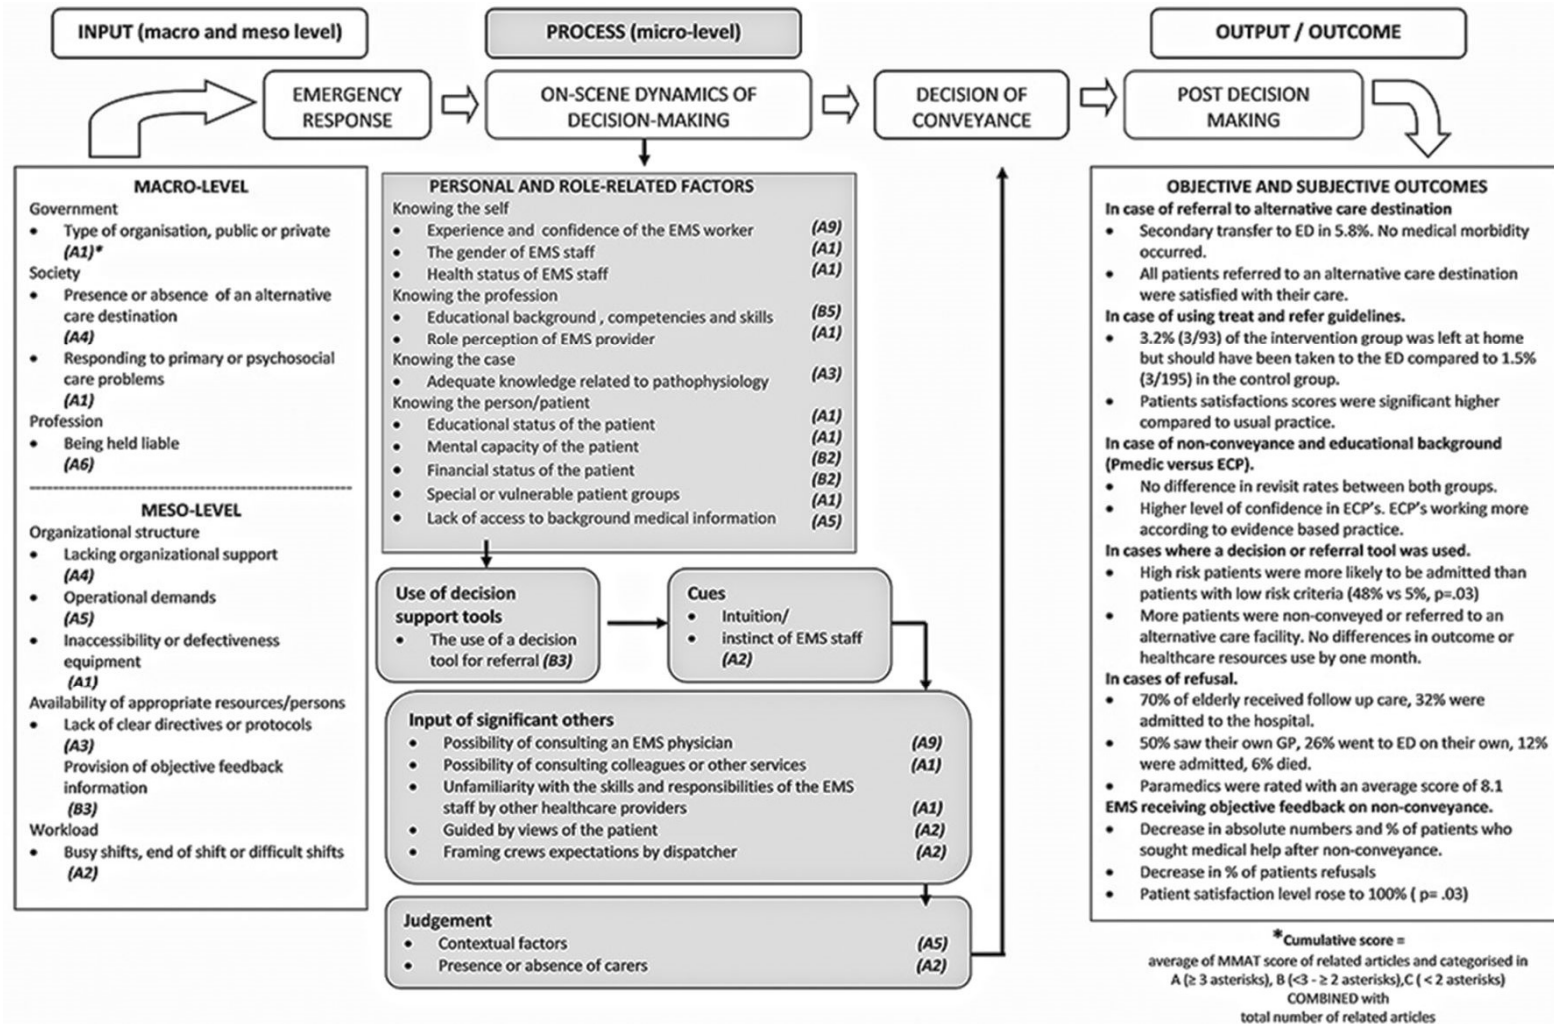 INPUT (macro and meso level)
PROCESS (micro-level)
OUTPUT / OUTCOME
EMERGENCY
RESPONSE
ON-SCENE DYNAMICS OF
DECISION-MAKING
DECISION OF
CONVEYANCE
POST DECISION
MAKING
MACRO-LEVEL
Government
• Type of organisation, public or private
(A1)*
Society
• Presence or absence of an alternative
care destination
(A4)
• Responding to primary or psychosocial
care problems
(A1)
Profession
• Being held liable
(A6)
MESO-LEVEL
Organizational structure
• Lacking organizational support
(A4)
• Operational demands
(A5)
• Inaccessibility or defectiveness
equipment
(A1)
Availability of appropriate resources/persons
• Lack of clear directives or protocols
(A3)
Provision of objective feedback
information
(B3)
Workload
• Busy shifts, end of shift or difficult shifts
(A2)
PERSONAL AND ROLE-RELATED FACTORS
Knowing the self
• Experience and confidence of the EMS worker (A9)
• The gender of EMS staff (A1)
• Health status of EMS staff (A1)
Knowing the profession
• Educational background , competencies and skills (B5)
• Role perception of EMS provider (A1)
Knowing the case
• Adequate knowledge related to pathophysiology (A3)
Knowing the person/patient
(A1)
• Educational status of the patient (A1)
• Mental capacity of the patient (B2)
• Financial status of the patient (B2)
• Special or vulnerable patient groups (A1)
• Lack of access to background medical information (A5)
Use of decision
support tools
• The use of a decision
tool for referral (B3)
Cues
• Intuition/
• instinct of EMS staff
(A2)
Input of significant others
• Possibility of consulting an EMS physician (A9)
• Possibility of consulting colleagues or other services (A1)
• Unfamiliarity with the skills and responsibilities of the EMS
staff by other healthcare providers (A1)
• Guided by views of the patient (A2)
• Framing crews expectations by dispatcher (A2)
Judgement
• Contextual factors (A5)
• Presence or absence of carers (A2)
OBJECTIVE AND SUBJECTIVE OUTCOMES
In case of referral to alternative care destination
• Secondary transfer to ED in 5.8%. No medical morbidity
occurred.
• All patients referred to an alternative care destination
were satisfied with their care.
In case of using treat and refer guidelines.
• 3.2% (3/93) of the intervention group was left at home
but should have been taken to the ED compared to 1.5%
(3/195) in the control group.
• Patients satisfactions scores were significant higher
compared to usual practice.
In case of non-conveyance and educational background
(Pmedic versus ECP).
• No difference in revisit rates between both groups.
• Higher level of confidence in ECP's. ECP's working more
according to evidence based practice.
In cases where a decision or referral tool was used.
• High risk patients were more likely to be admitted than
patients with low risk criteria (48% vs 5%, p=.03)
• More patients were non-conveyed or referred to an
alternative care facility. No differences in outcome or
healthcare resources use by one month.
In cases of refusal.
• 70% of elderly received follow up care, 32% were
admitted to the hospital.
• 50% saw their own GP, 26% went to ED on their own, 12%
were admitted, 6% died.
• Paramedics were rated with an average score of 8.1
EMS receiving objective feedback on non-conveyance.
• Decrease in absolute numbers and % of patients who
sought medical help after non-conveyance.
• Decrease in % of patients refusals
• Patient satisfaction level rose to 100% ( p= .03)
*Cumulative score =
average of MMAT score of related articles and categorised in
A (≥ 3 asterisks), B (<3 - ≥ 2 asterisks),C ( < 2 asterisks)
COMBINED with
total number of related articles